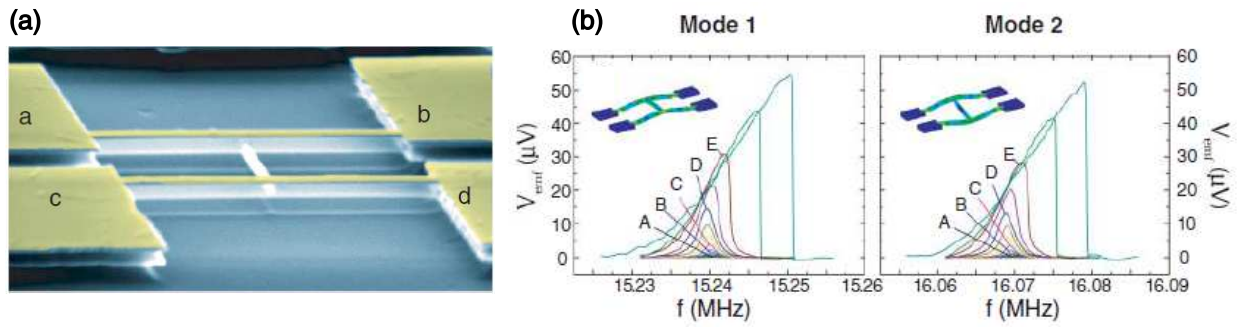 (a)
a
b
c
d
(b)
Mode 1
Mode 2
60
50
40
30
20
10
0
V emf (μV)
A
B
C
D
E
15.23
15.24
15.25
15.26
f (MHz)
A
B
C
D
E
16.06
16.07
16.08
16.09
f (MHz)
60
50
40
30
20
10
0
V emf (μV)